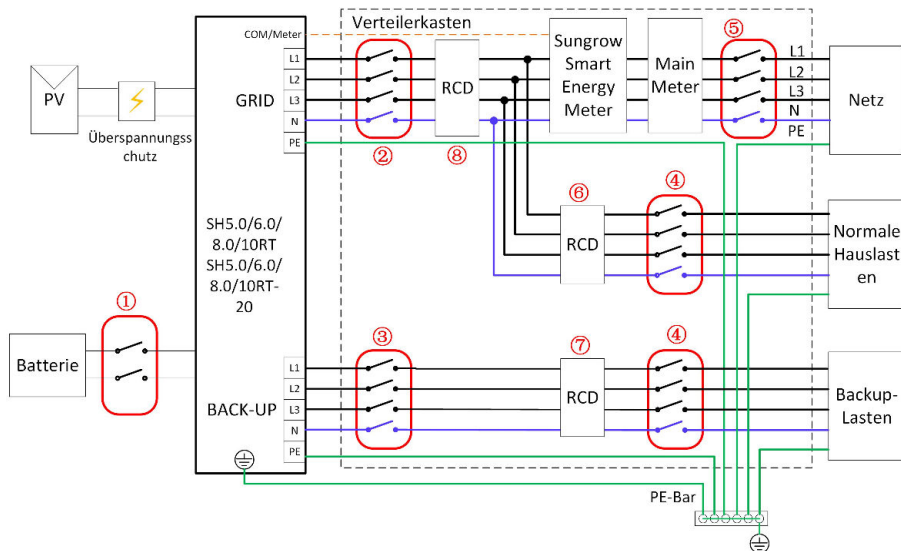 Verteilerkasten
⑤
COM/Meter
Sungrow
Smart
Energy
Meter
Main
Meter
L1
L2
L3
N
PE
L1
L2
L3
N
PE
GRID
PV
Überspannungss
chutz
RCD
Netz
②
⑧
SH5.0/6.0/
8.0/10RT
SH5.0/6.0/
8.0/10RT-
20
⑥
④
RCD
Normale
Hauslast
en
①
Batterie
③
⑦
④
L1
L2
L3
N
PE
BACK-UP
RCD
Backup-
Lasten
PE-Bar